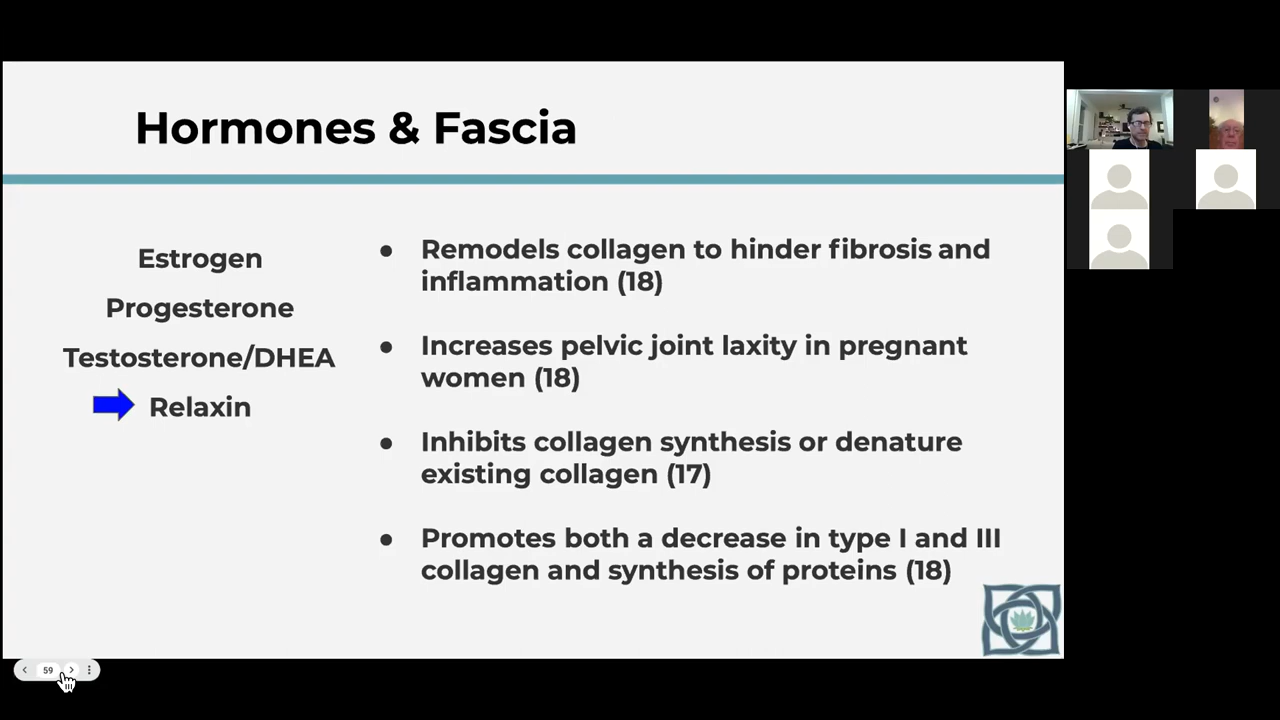 Hormones & Fascia
Estrogen
Progesterone
Testosterone/DHEA
Relaxin
● Remodels collagen to hinder fibrosis and
inflammation (18)
● Increases pelvic joint laxity in pregnant
women (18)
● Inhibits collagen synthesis or denature
existing collagen (17)
● Promotes both a decrease in type I and III
collagen and synthesis of proteins (18)
59